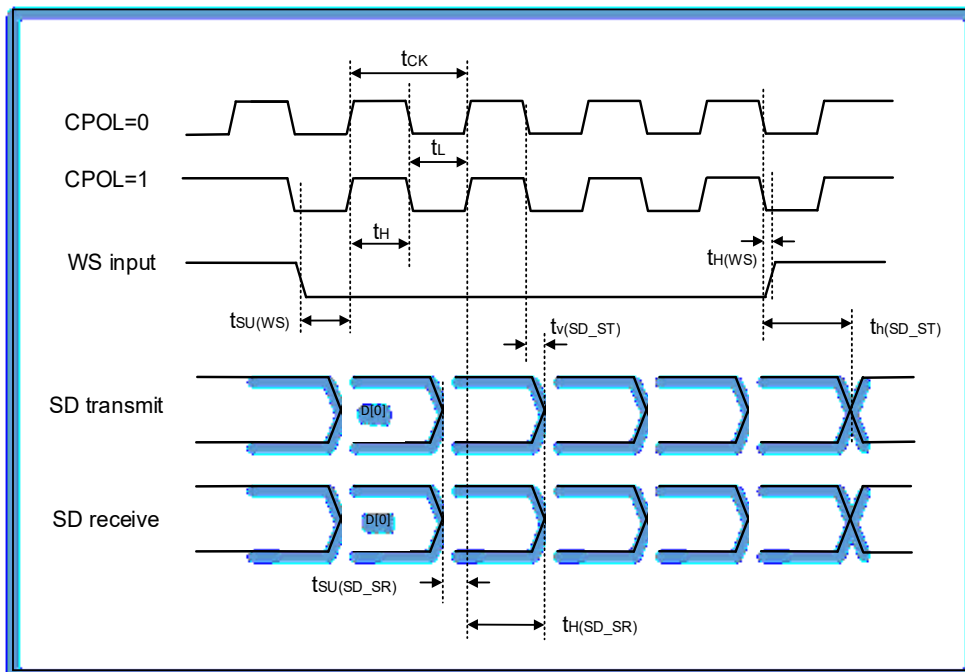 tCK
CPOL=0
tL
CPOL=1
tH
tH(WS)
WS input
tSU(WS)
tv(SD_ST)
th(SD_ST)
SD transmit
D[0]
SD receive
D[0]
tSU(SD_SR)
tH(SD_SR)